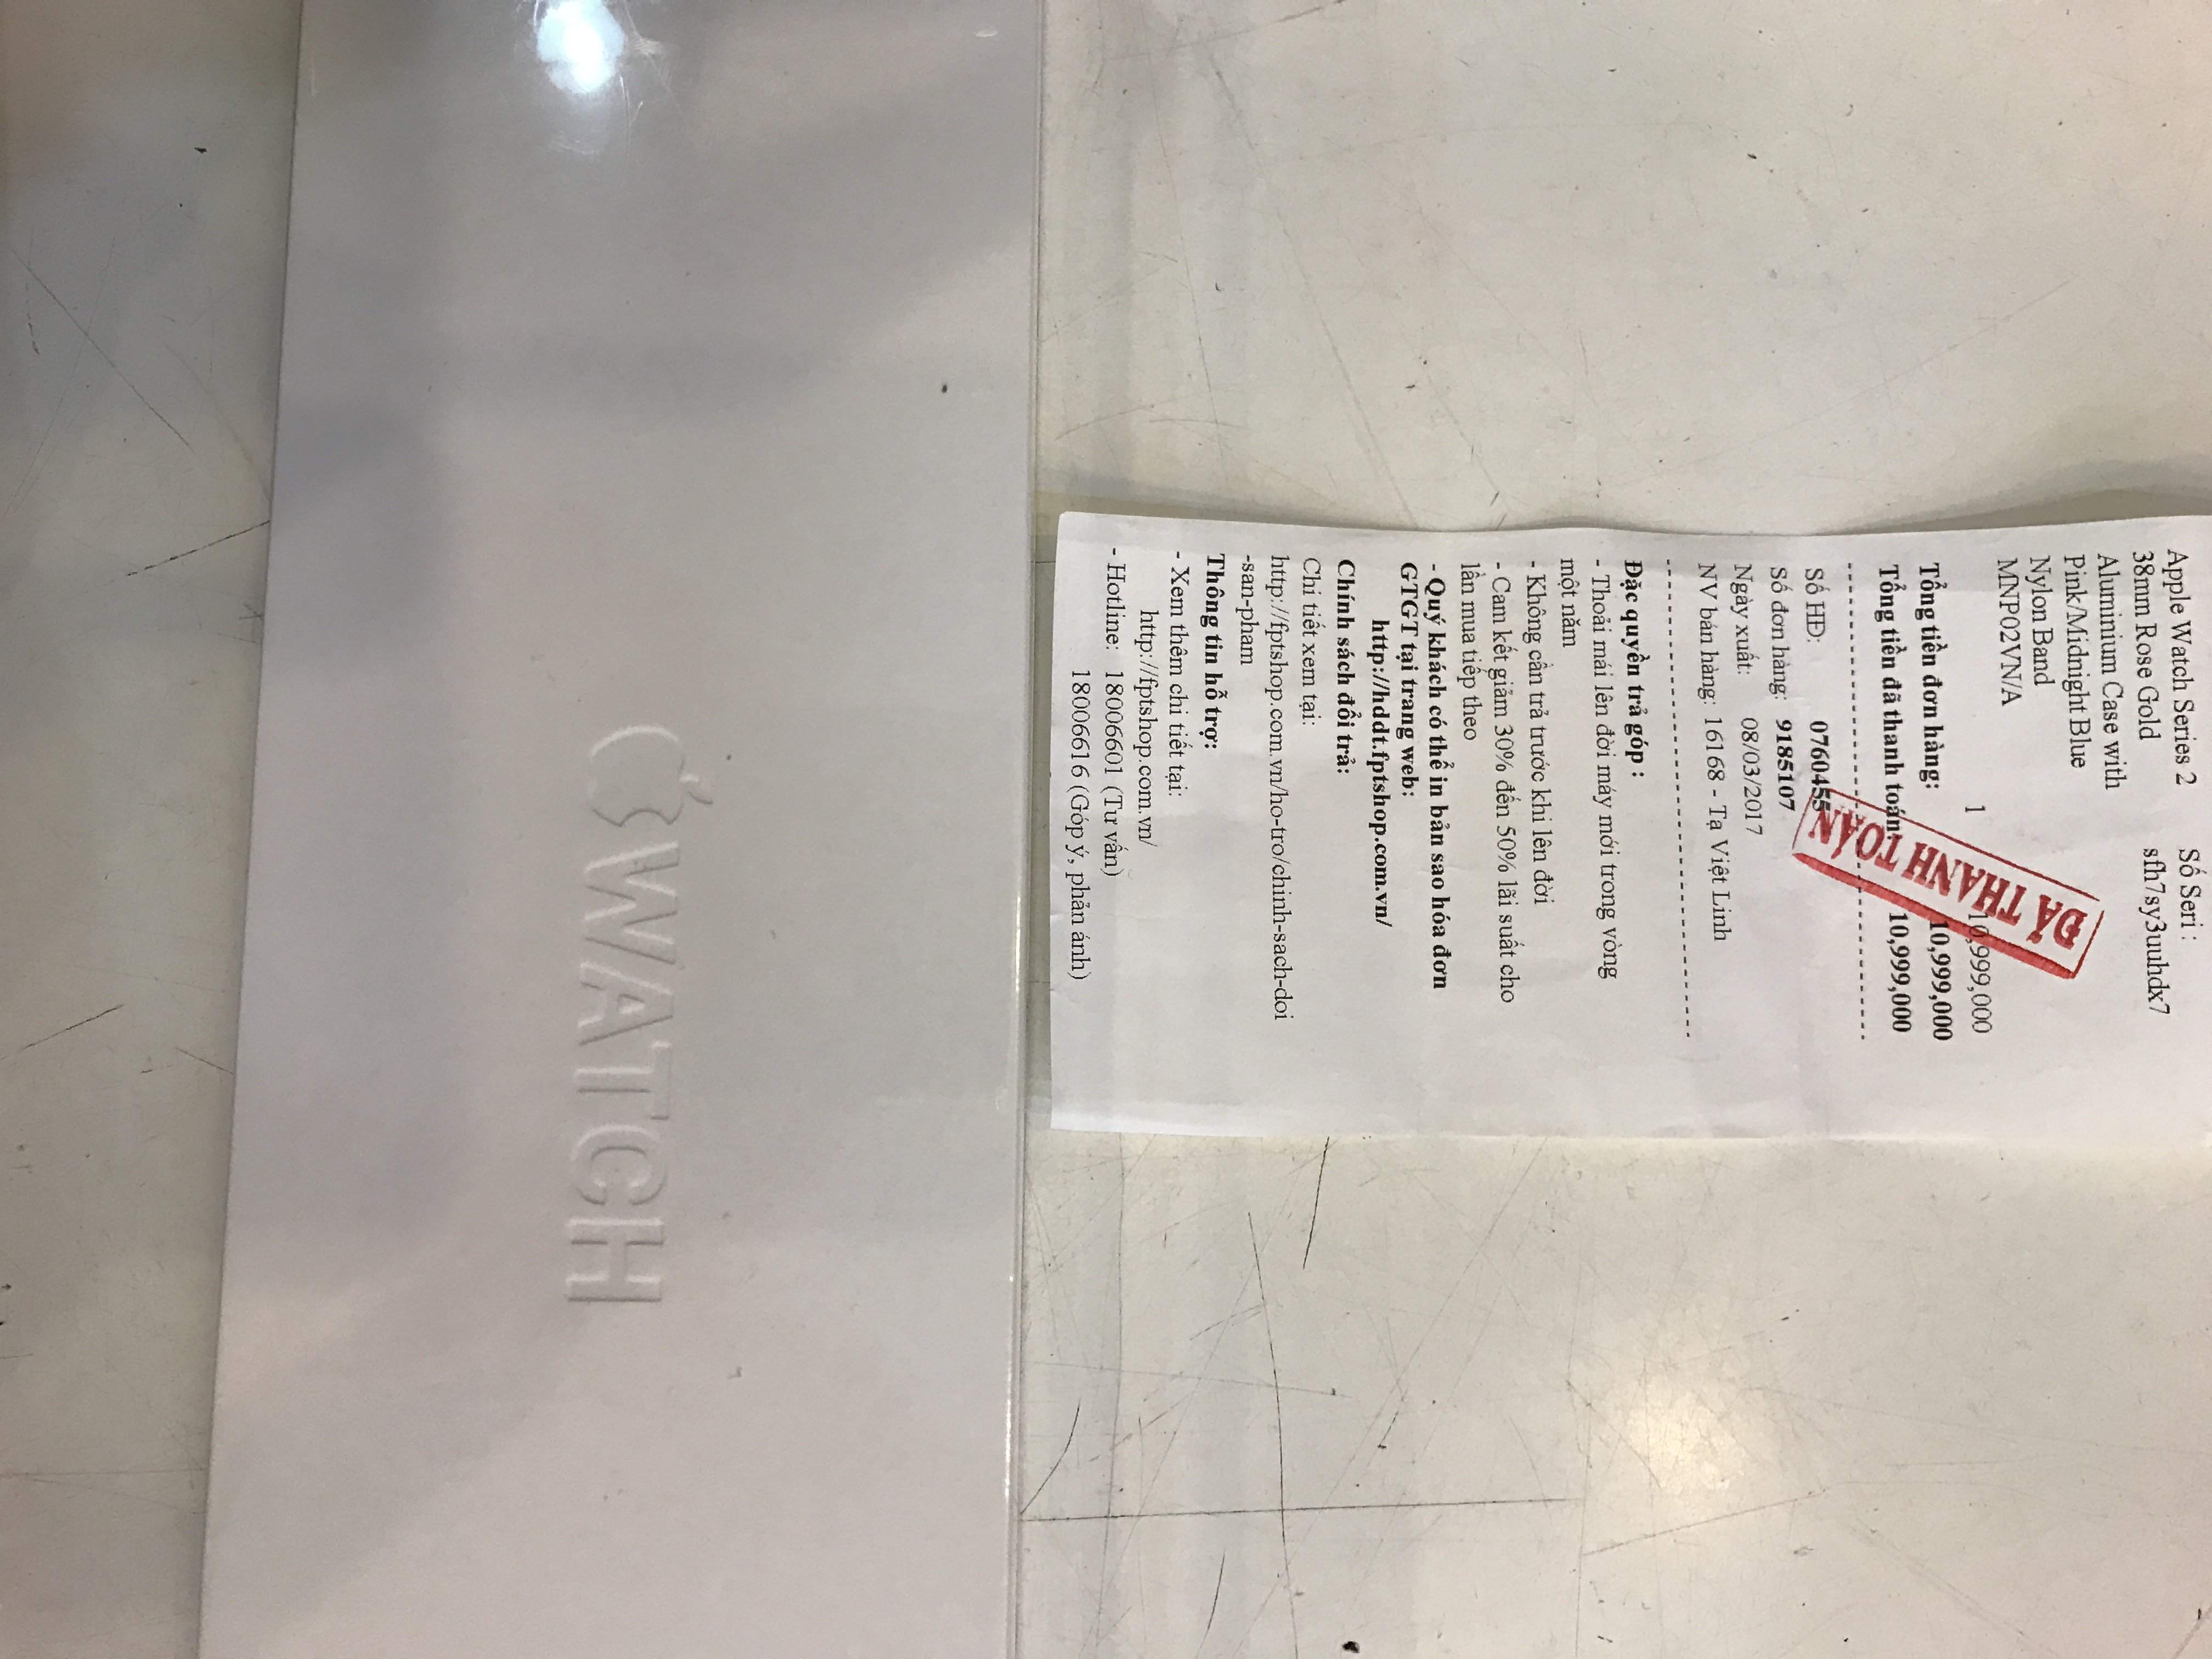 Apple Watch Series 2 Số Seri :
38mm Rose Gold sfh7sy3uuhdx7
Aluminium Case with
Pink/Midnight Blue
Nylon Band
MNP02VN/A
1 10,999,000
Tổng tiền đơn hàng: 10,999,000
Tổng tiền đã thanh toán: 10,999,000
ĐÃ THANH TOÁN
Số HĐ: 0760455
Số đơn hàng: 9185107
Ngày xuất: 08/03/2017
NV bán hàng: 16168 - Tạ Việt Linh
Đặc quyền trả góp :
- Thoải mái lên đời máy mới trong vòng
một năm
- Không cần trả trước khi lên đời
- Cam kết giảm 30% đến 50% lãi suất cho
lần mua tiếp theo
- Quý khách có thể in bản sao hóa đơn
GTGT tại trang web:
http://hddt.fptshop.com.vn/
Chính sách đổi trả:
Chi tiết xem tại:
http://fptshop.com.vn/ho-tro/chinh-sach-doi
-san-pham
Thông tin hỗ trợ:
- Xem thêm chi tiết tại:
http://fptshop.com.vn/
- Hotline: 18006601 (Tư vấn)
18006616 (Góp ý, phản ánh)
WATCH